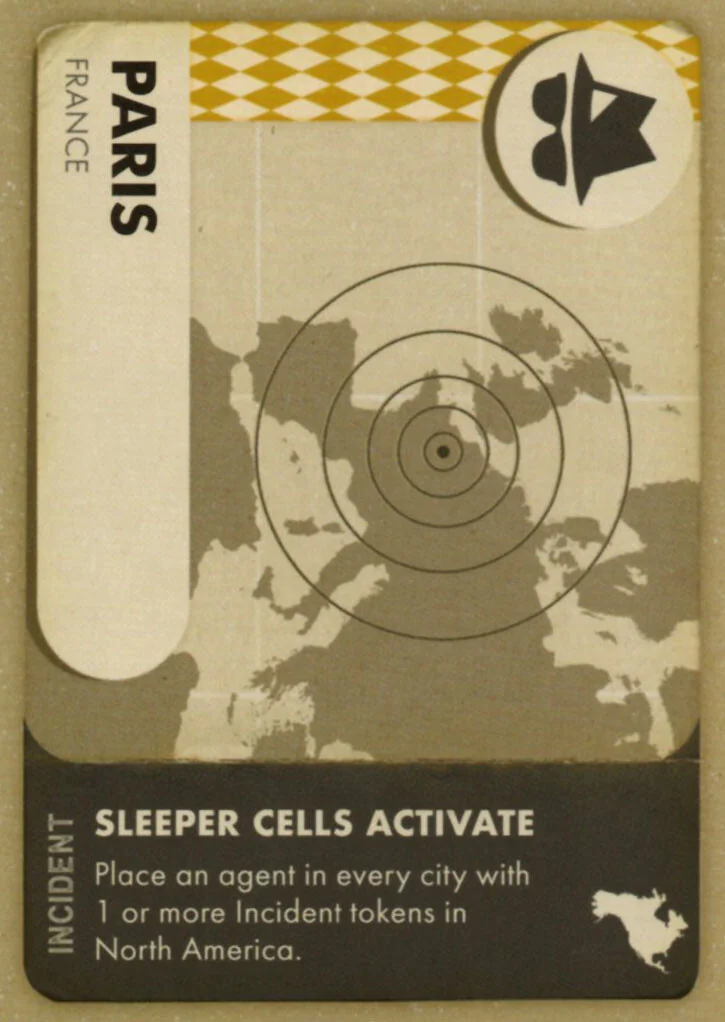 PARIS
FRANCE
INCIDENT
SLEEPER CELLS ACTIVATE
Place an agent in every city with
1 or more Incident tokens in
North America.